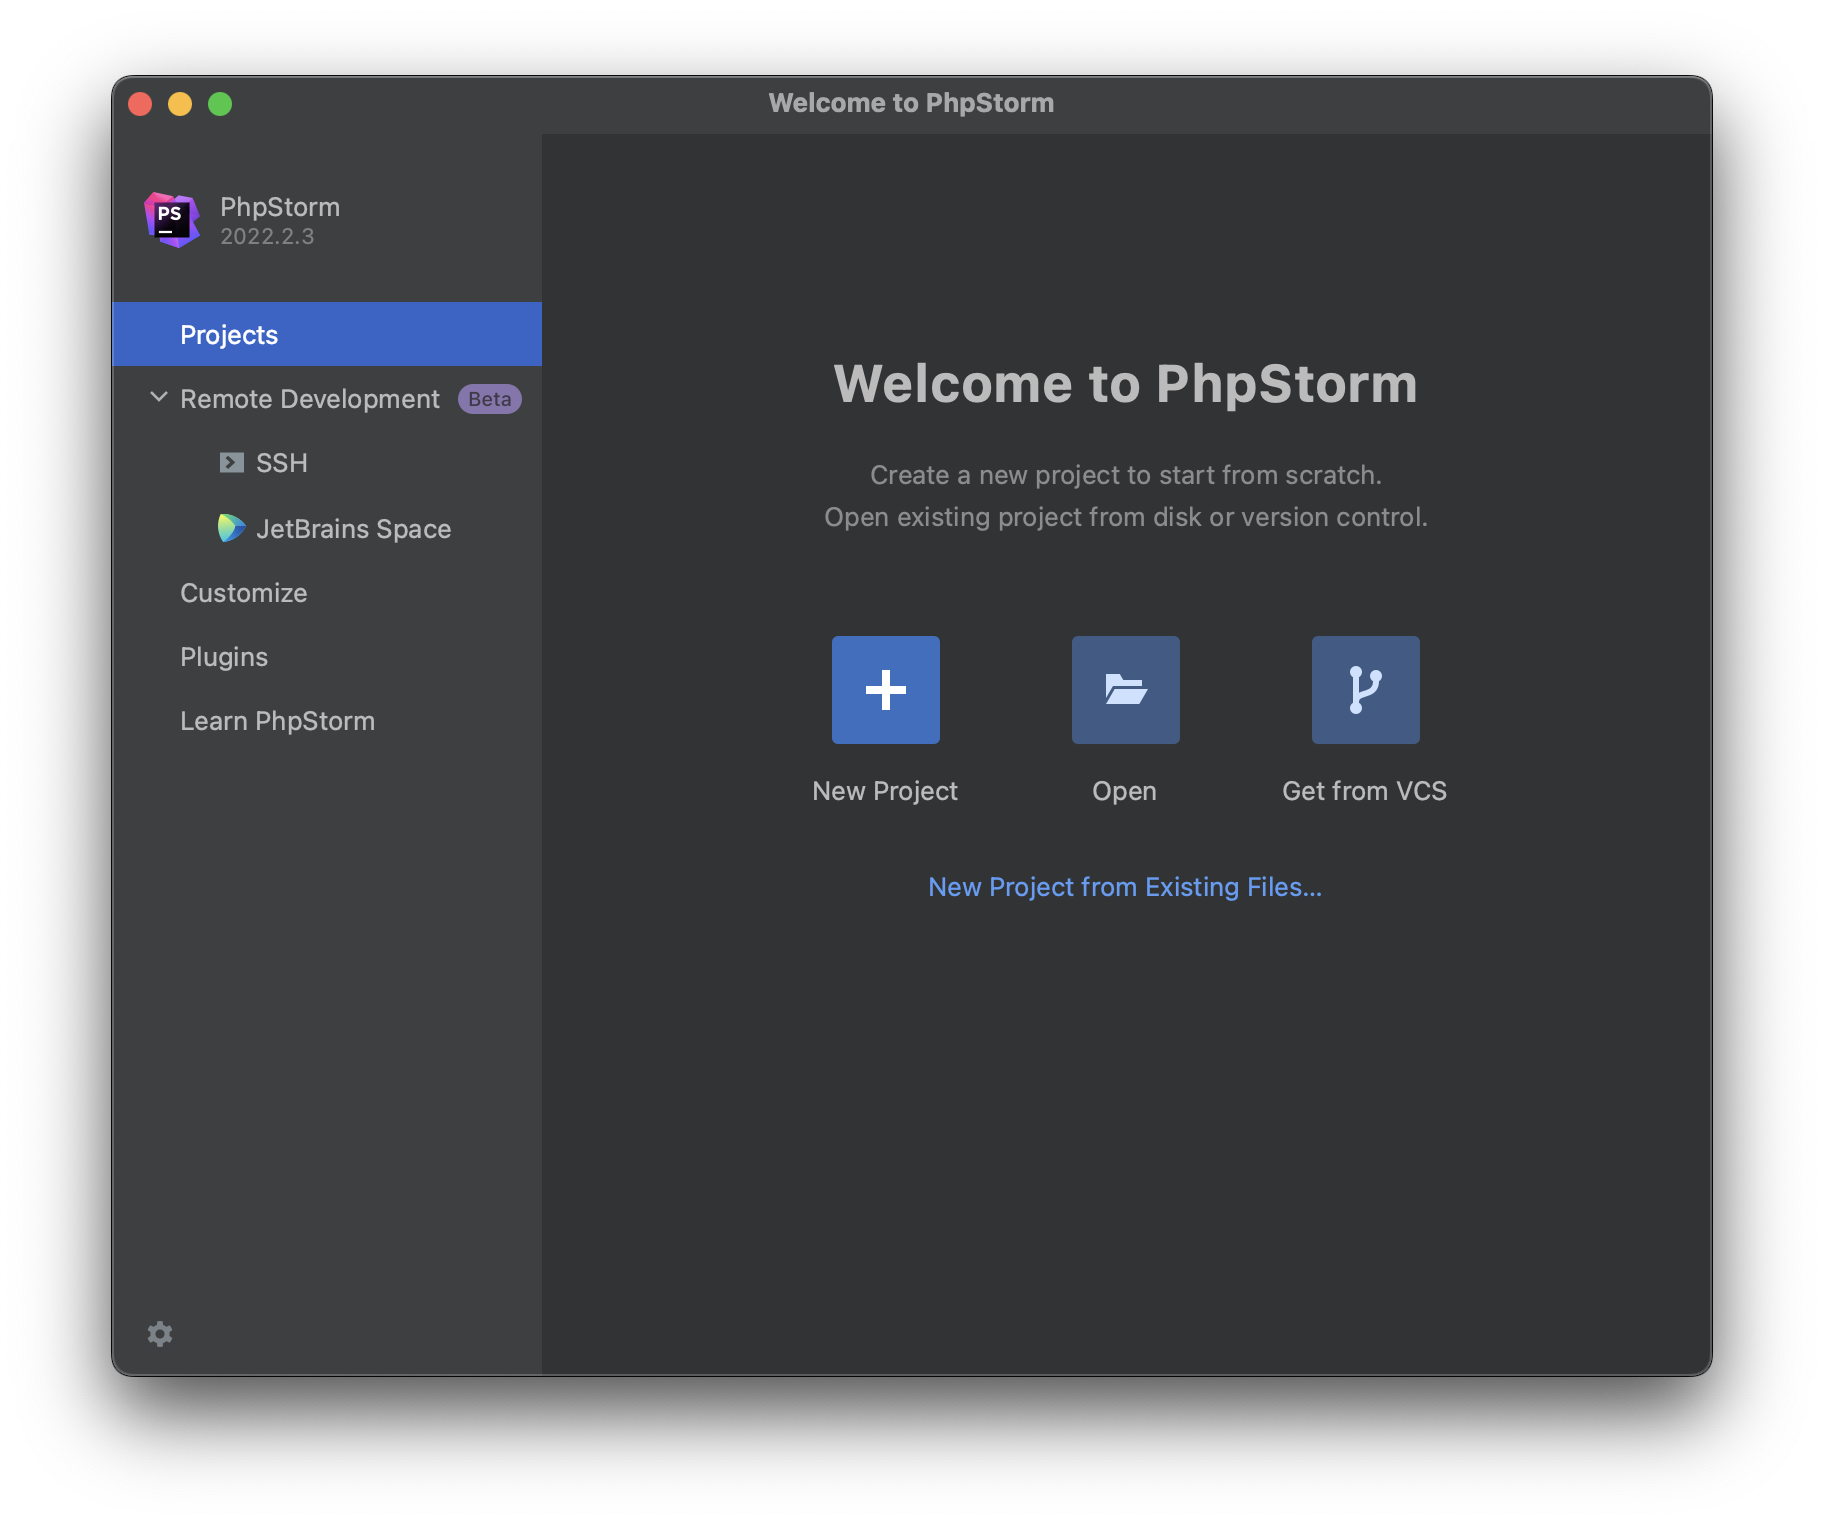 Welcome to PhpStorm
PS
PhpStorm
2022.2.3
Projects
Remote Development Beta
SSH
JetBrains Space
Customize
Plugins
Learn PhpStorm
Welcome to PhpStorm
Create a new project to start from scratch.
Open existing project from disk or version control.
New Project
Open
Get from VCS
New Project from Existing Files...